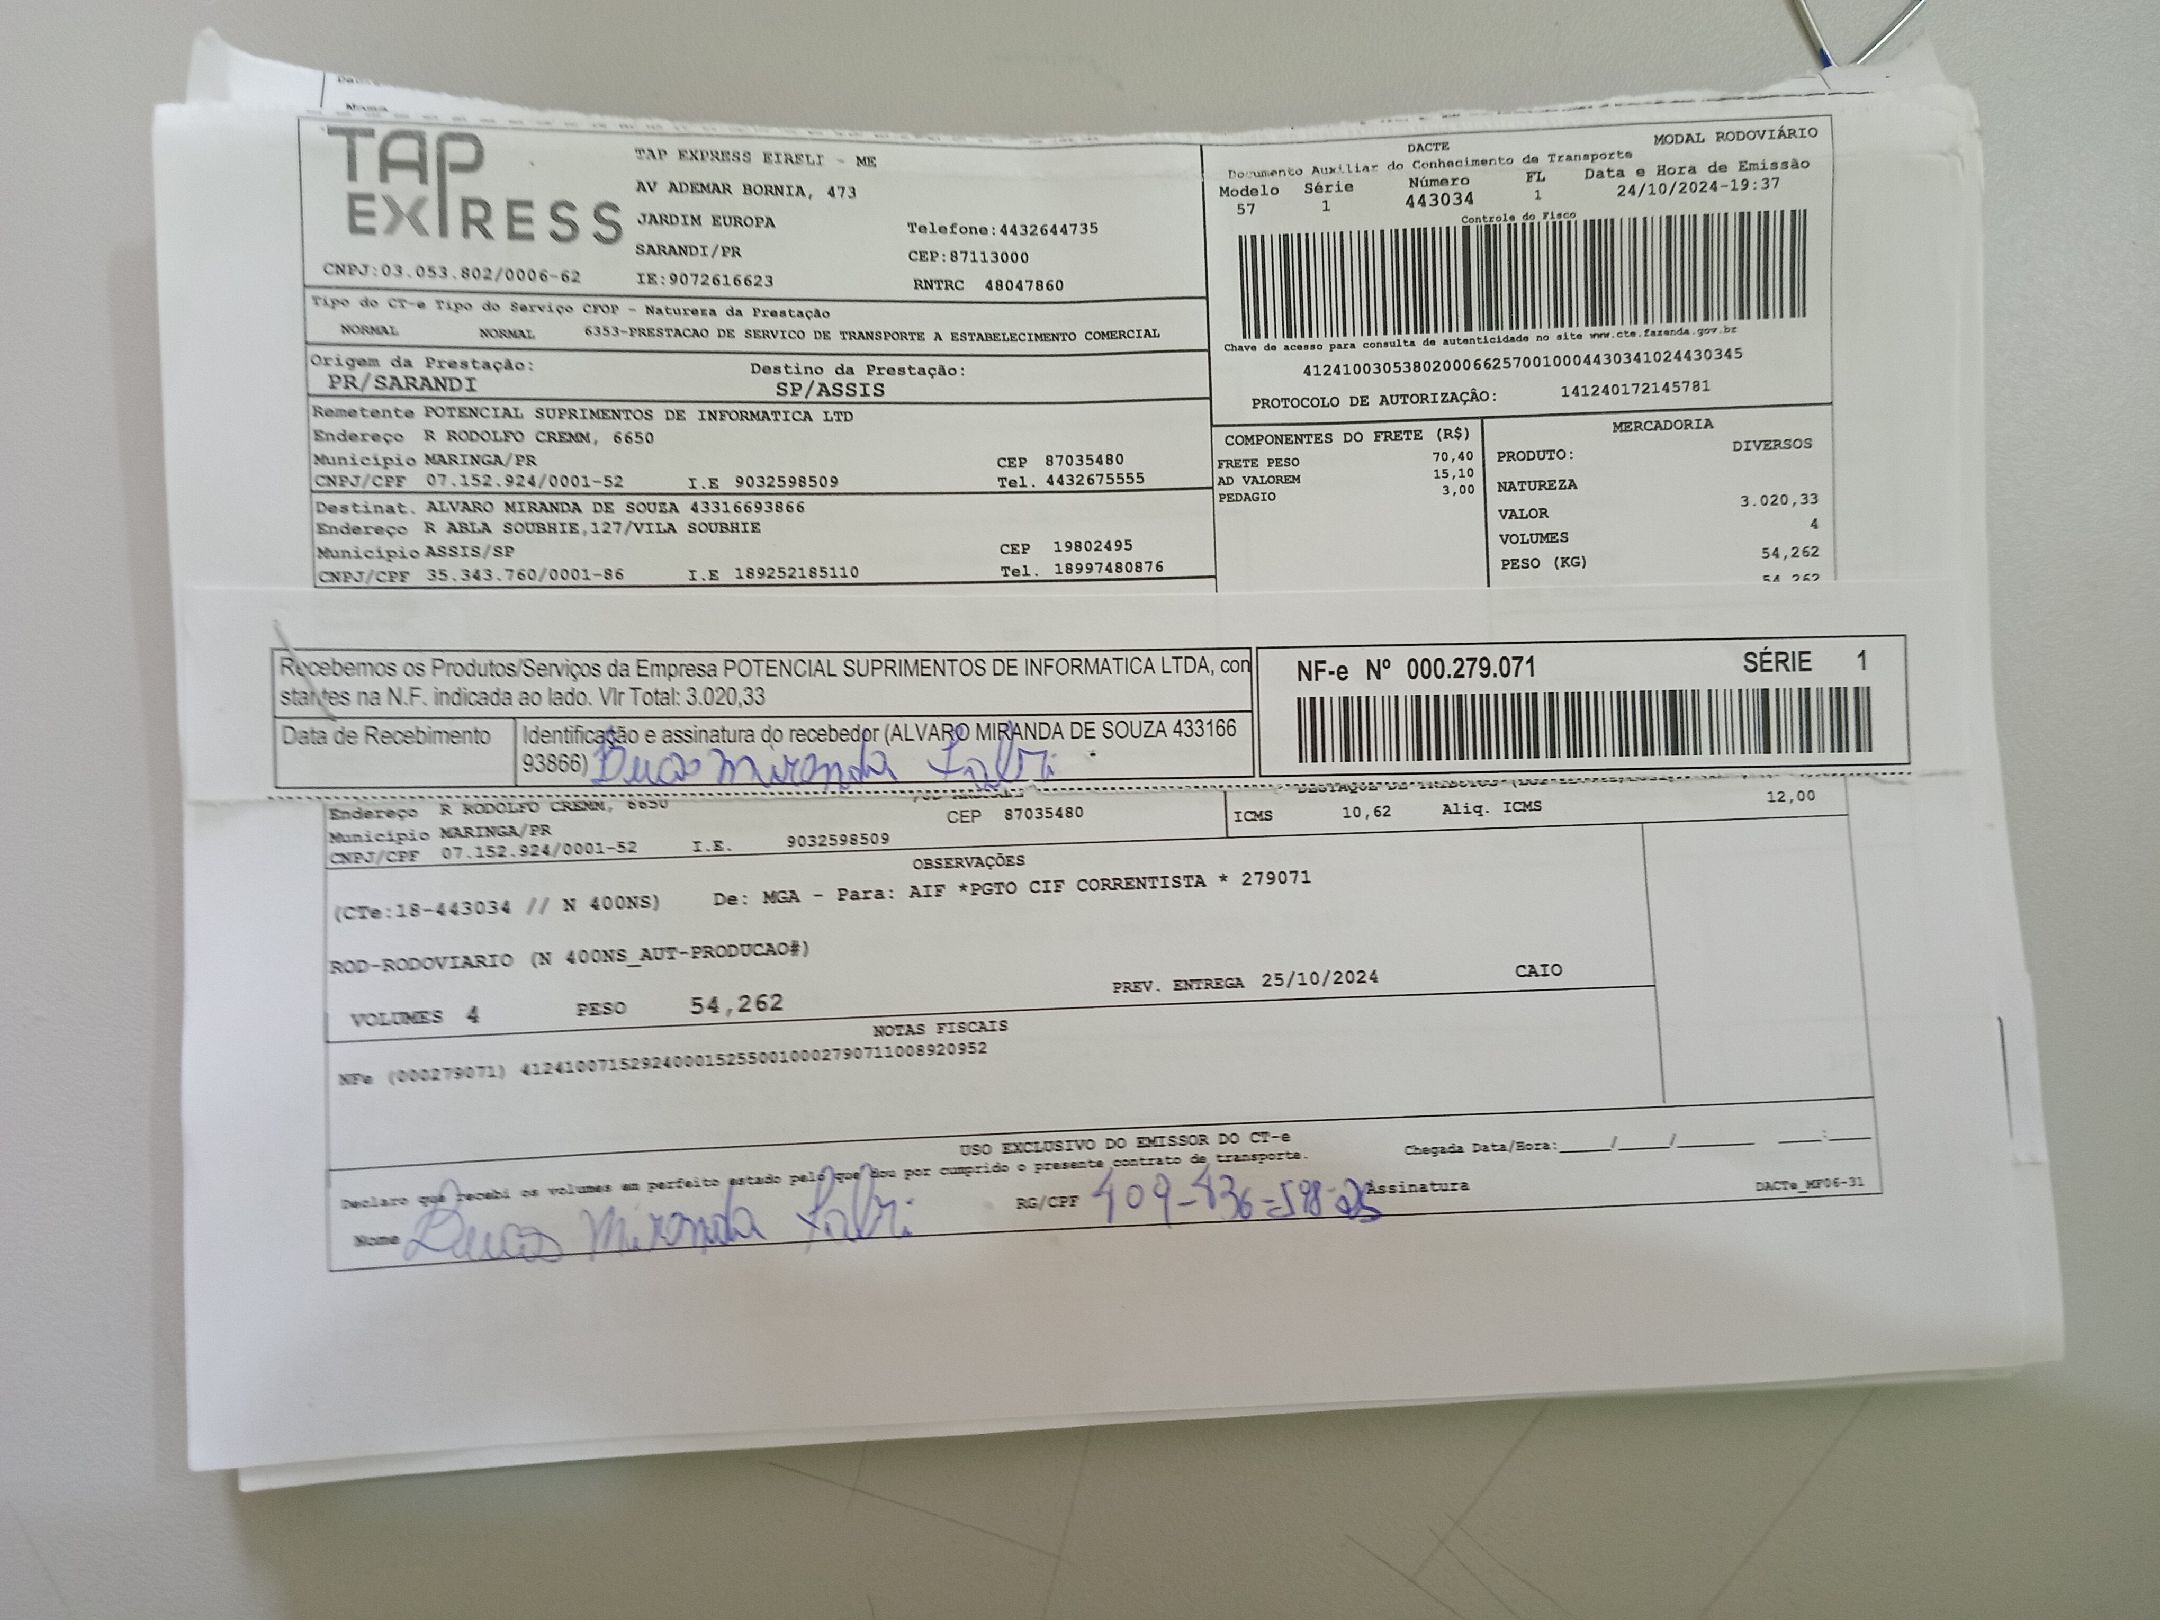 TAP
EXPRESS
TAP EXPRESS EIRELI - ME
AV ADEMAR BORNIA, 473
JARDIM EUROPA
Telefone:4432644735
SARANDI/PR
CEP:87113000
CNPJ:03.053.802/0006-62
IE:9072616623
RNTRC 48047860
DACTE
MODAL RODOVIÁRIO
Documento Auxiliar do Conhecimento de Transporte
Modelo Série Número FL Data e Hora de Emissão
57 1 443034 1 24/10/2024-19:37
Controle do Fisco
Chave de acesso para consulta de autenticidade no site www.cte.fazenda.gov.br
41241003053802000662570010004430341024430345
PROTOCOLO DE AUTORIZAÇÃO: 141240172145781
Tipo do CT-e Tipo do Serviço CFOP - Natureza da Prestação
NORMAL NORMAL 6353-PRESTACAO DE SERVICO DE TRANSPORTE A ESTABELECIMENTO COMERCIAL
Origem da Prestação: Destino da Prestação:
PR/SARANDI SP/ASSIS
Remetente POTENCIAL SUPRIMENTOS DE INFORMATICA LTD
Endereço R RODOLFO CREMM, 6650
Município MARINGA/PR CEP 87035480
CNPJ/CPF 07.152.924/0001-52 I.E 9032598509 Tel. 4432675555
Destinat. ALVARO MIRANDA DE SOUZA 43316693866
Endereço R ABLA SOUBHIE,127/VILA SOUBHIE
Município ASSIS/SP CEP 19802495
CNPJ/CPF 35.343.760/0001-86 I.E 189252185110 Tel. 18997480876
COMPONENTES DO FRETE (R$)
FRETE PESO 70,40
AD VALOREM 15,10
PEDAGIO 3,00
MERCADORIA
PRODUTO: DIVERSOS
NATUREZA
VALOR 3.020,33
VOLUMES 4
PESO (KG) 54,262
54,262
Recebemos os Produtos/Serviços da Empresa POTENCIAL SUPRIMENTOS DE INFORMATICA LTDA, con
stantes na N.F. indicada ao lado. Vlr Total: 3.020,33
Data de Recebimento
Identificação e assinatura do recebedor (ALVARO MIRANDA DE SOUZA 433166
93866) Lucas Miranda
NF-e Nº 000.279.071 SÉRIE 1
Endereço R RODOLFO CREMM, 6650
Município MARINGA/PR CEP 87035480
CNPJ/CPF 07.152.924/0001-52 I.E. 9032598509
ICMS 10,62 Aliq. ICMS 12,00
OBSERVAÇÕES
(CTe:18-443034 // N 400NS) De: MGA - Para: AIF *PGTO CIF CORRENTISTA * 279071
ROD-RODOVIARIO (N 400NS_AUT-PRODUCAO#)
VOLUMES 4 PESO 54,262 PREV. ENTREGA 25/10/2024 CAIO
NOTAS FISCAIS
NFe (000279071) 41241007152924000152550010002790711008920952
USO EXCLUSIVO DO EMISSOR DO CT-e
Declaro que recebi os volumes em perfeito estado pelo que dou por cumprido o presente contrato de transporte.
Chegada Data/Hora:____/____/______ ___:___
Nome Lucas Miranda
RG/CPF Assinatura
DACTe_MF06-31